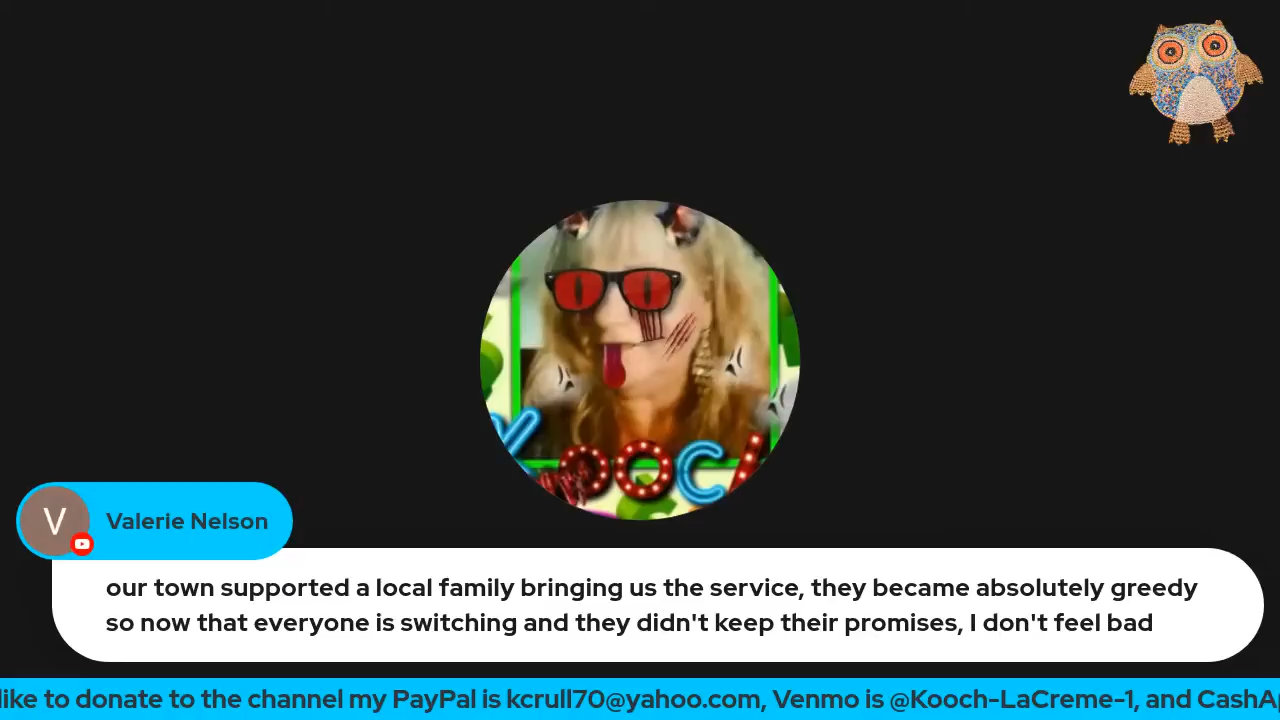 KOOCH
V
Valerie Nelson
our town supported a local family bringing us the service, they became absolutely greedy
so now that everyone is switching and they didn't keep their promises, I don't feel bad
like to donate to the channel my PayPal is kcrull70@yahoo.com, Venmo is @Kooch-LaCreme-1, and CashAp